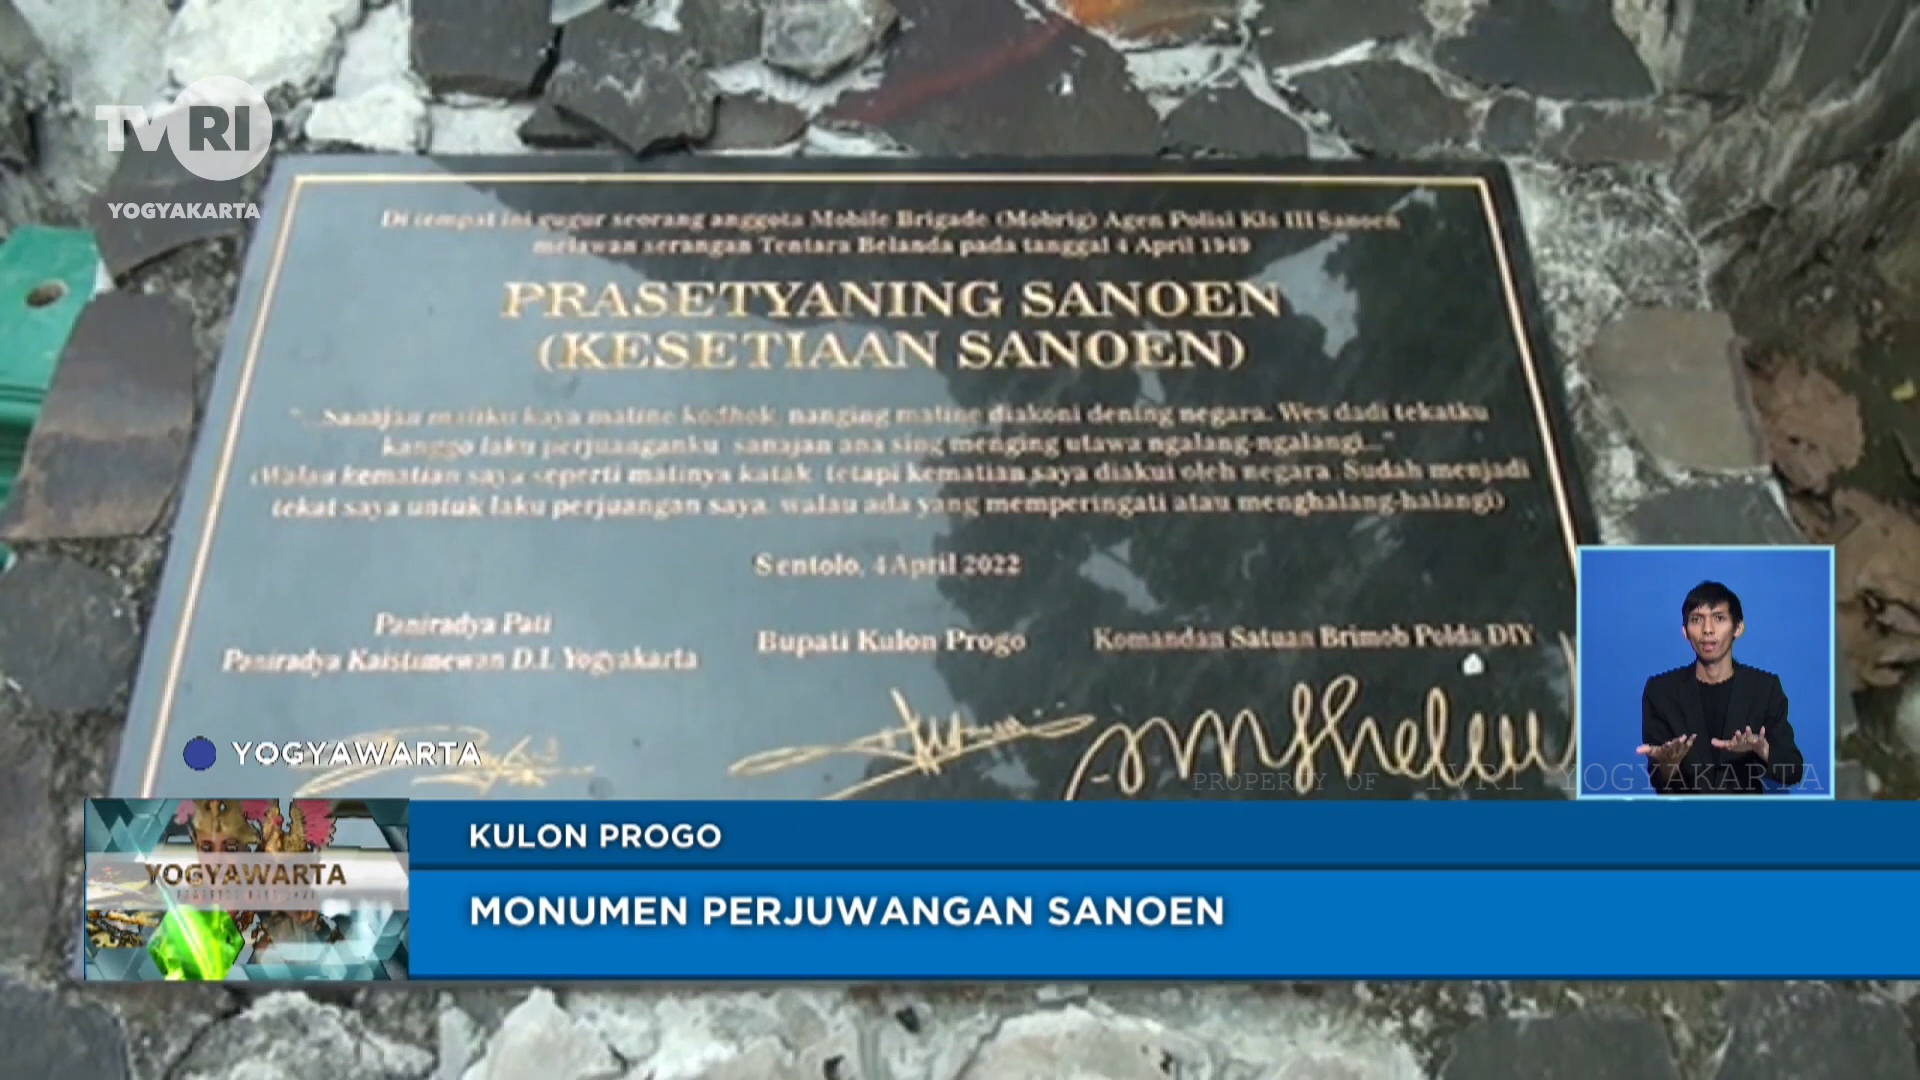 TVRI
YOGYAKARTA
Di tempat ini gugur seorang anggota Mobile Brigade (Mobrig) Agen Polisi Kls III Sanoen
melawan serangan Tentara Belanda pada tanggal 4 April 1949
PRASETYANING SANOEN
(KESETIAAN SANOEN)
"...Sanajan matiku kaya matine kodhok, nanging matine diakoni dening negara. Wes dadi tekatku
kanggo laku perjuanganku, sanajan ana sing menging utawa ngalang-ngalangi..."
(Walau kematian saya seperti matinya katak, tetapi kematian saya diakui oleh negara. Sudah menjadi
tekat saya untuk laku perjuangan saya, walau ada yang memperingati atau menghalang-halangi)
Sentolo, 4 April 2022
Paniradya Pati
Paniradya Kaistimewan D.I. Yogyakarta
Bupati Kulon Progo
Komandan Satuan Brimob Polda DIY
YOGYAWARTA
PROPERTY OF TVRI YOGYAKARTA
YOGYAWARTA
KULON PROGO
MONUMEN PERJUWANGAN SANOEN